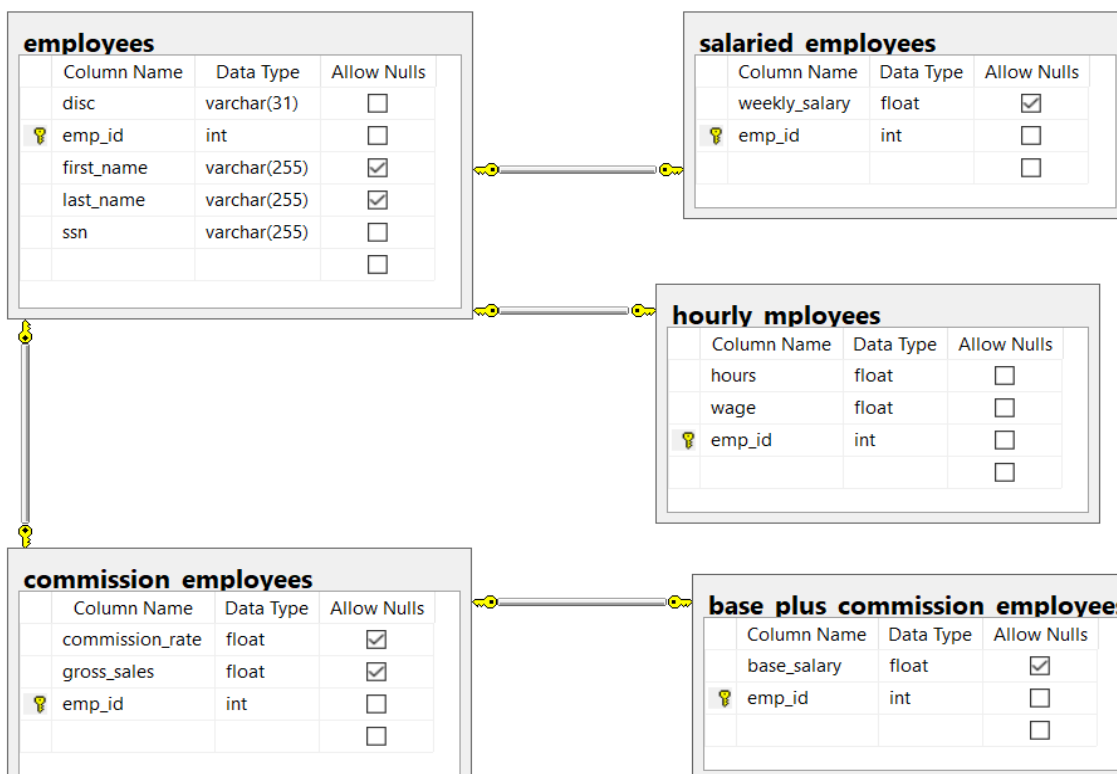 employees
Column Name Data Type Allow Nulls
disc varchar(31)
emp_id int
first_name varchar(255)
last_name varchar(255)
ssn varchar(255)
salaried_employees
Column Name Data Type Allow Nulls
weekly_salary float
emp_id int
hourly_mployees
Column Name Data Type Allow Nulls
hours float
wage float
emp_id int
commission_employees
Column Name Data Type Allow Nulls
commission_rate float
gross_sales float
emp_id int
base_plus_commission_employees
Column Name Data Type Allow Nulls
base_salary float
emp_id int